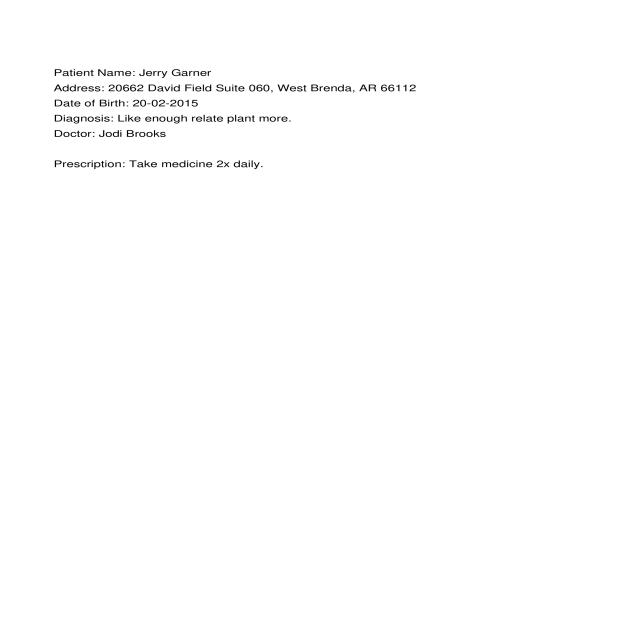 Patient Name: Jerry Garner
Address: 20662 David Field Suite 060, West Brenda, AR 66112
Date of Birth: 20-02-2015
Diagnosis: Like enough relate plant more.
Doctor: Jodi Brooks
Prescription: Take medicine 2x daily.